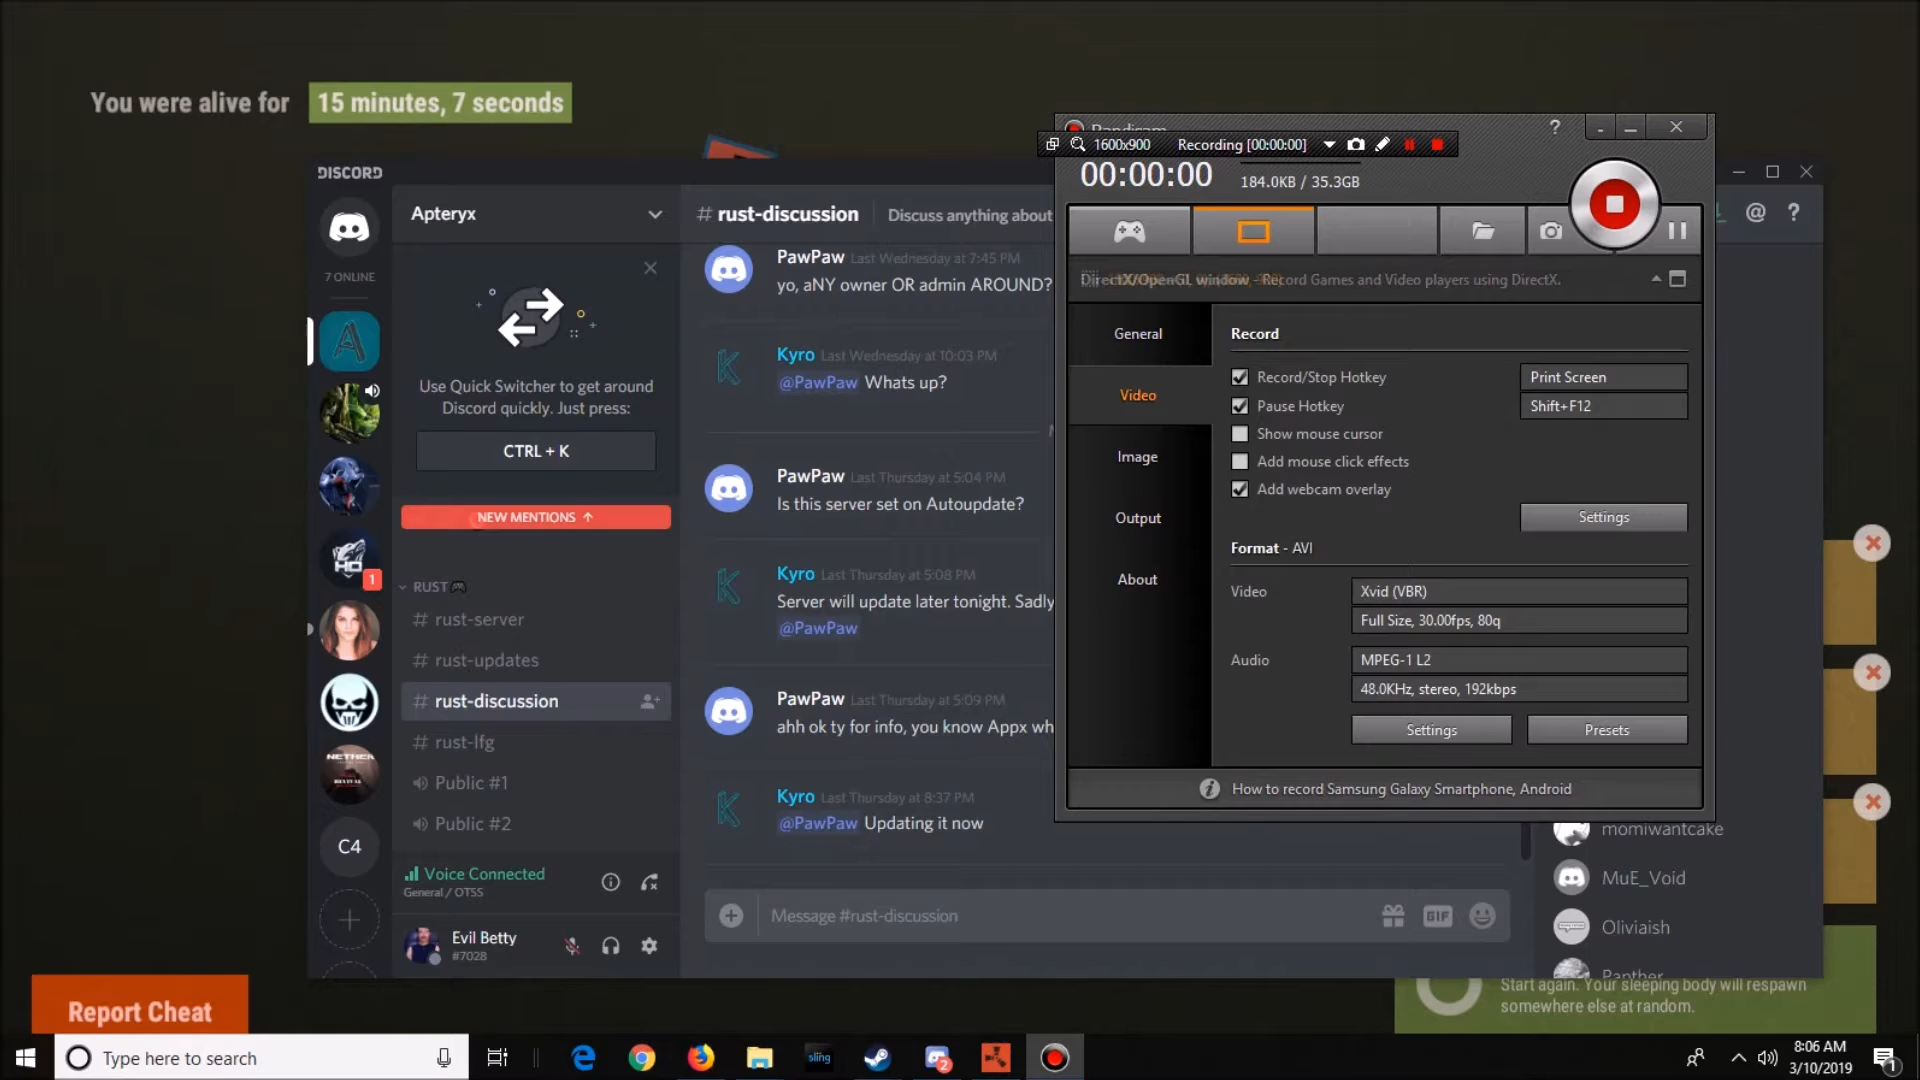 You were alive for 15 minutes, 7 seconds
DISCORD
7 ONLINE
1
C4
Apteryx
Use Quick Switcher to get around
Discord quickly. Just press:
CTRL + K
NEW MENTIONS ↑
RUST
# rust-server
# rust-updates
# rust-discussion
# rust-lfg
Public #1
Public #2
Voice Connected
General / OTSS
Evil Betty
#7028
# rust-discussion
Discuss anything about
PawPaw Last Wednesday at 7:45 PM
yo, aNY owner OR admin AROUND?
Kyro Last Wednesday at 10:03 PM
@PawPaw Whats up?
PawPaw Last Thursday at 5:04 PM
Is this server set on Autoupdate?
Kyro Last Thursday at 5:08 PM
Server will update later tonight. Sadly
@PawPaw
PawPaw Last Thursday at 5:09 PM
ahh ok ty for info, you know Appx wh
Kyro Last Thursday at 8:37 PM
@PawPaw Updating it now
Message #rust-discussion
GIF
Bandicam
1600x900 Recording [00:00:00]
00:00:00 184.0KB / 35.3GB
DirectX/OpenGL window - Record Games and Video players using DirectX.
General
Video
Image
Output
About
Record
Record/Stop Hotkey Print Screen
Pause Hotkey Shift+F12
Show mouse cursor
Add mouse click effects
Add webcam overlay
Settings
Format - AVI
Video Xvid (VBR)
Full Size, 30.00fps, 80q
Audio MPEG-1 L2
48.0KHz, stereo, 192kbps
Settings Presets
How to record Samsung Galaxy Smartphone, Android
momiwantcake
MuE_Void
Oliviaish
Panther
Start again. Your sleeping body will respawn
somewhere else at random.
Report Cheat
Type here to search
sling
2
8:06 AM
3/10/2019
1